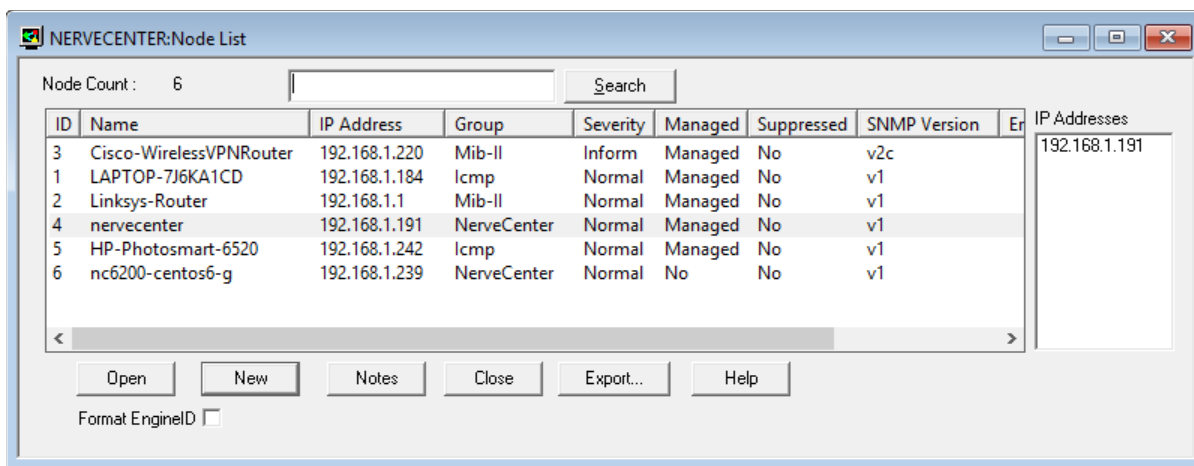 NERVECENTER:Node List
Node Count : 6 Search
ID Name IP Address Group Severity Managed Suppressed SNMP Version Er
3 Cisco-WirelessVPNRouter 192.168.1.220 Mib-II Inform Managed No v2c
1 LAPTOP-7J6KA1CD 192.168.1.184 Icmp Normal Managed No v1
2 Linksys-Router 192.168.1.1 Mib-II Normal Managed No v1
4 nervecenter 192.168.1.191 NerveCenter Normal Managed No v1
5 HP-Photosmart-6520 192.168.1.242 Icmp Normal Managed No v1
6 nc6200-centos6-g 192.168.1.239 NerveCenter Normal No No v1
IP Addresses
192.168.1.191
Open New Notes Close Export... Help
Format EngineID